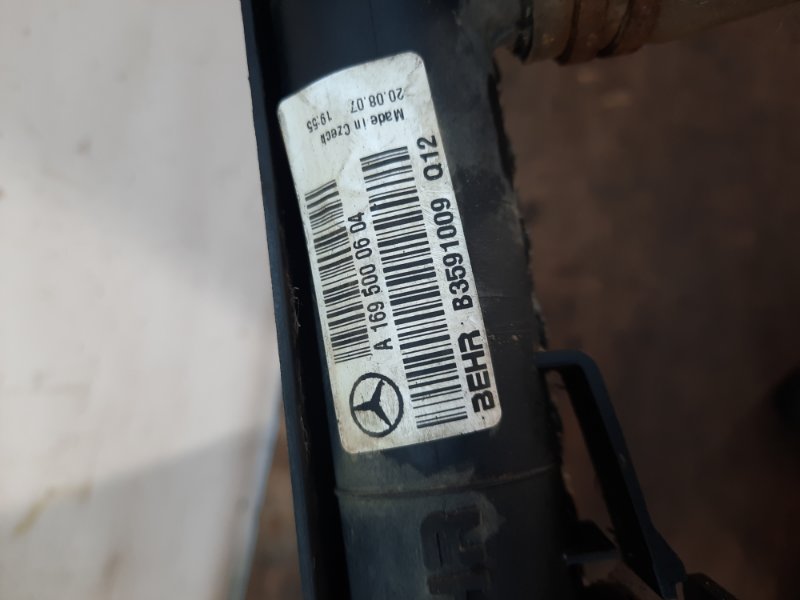 BEHR B3591009 Q12
A 169 500 06 04
Made in Czech
20.08.07 19.55